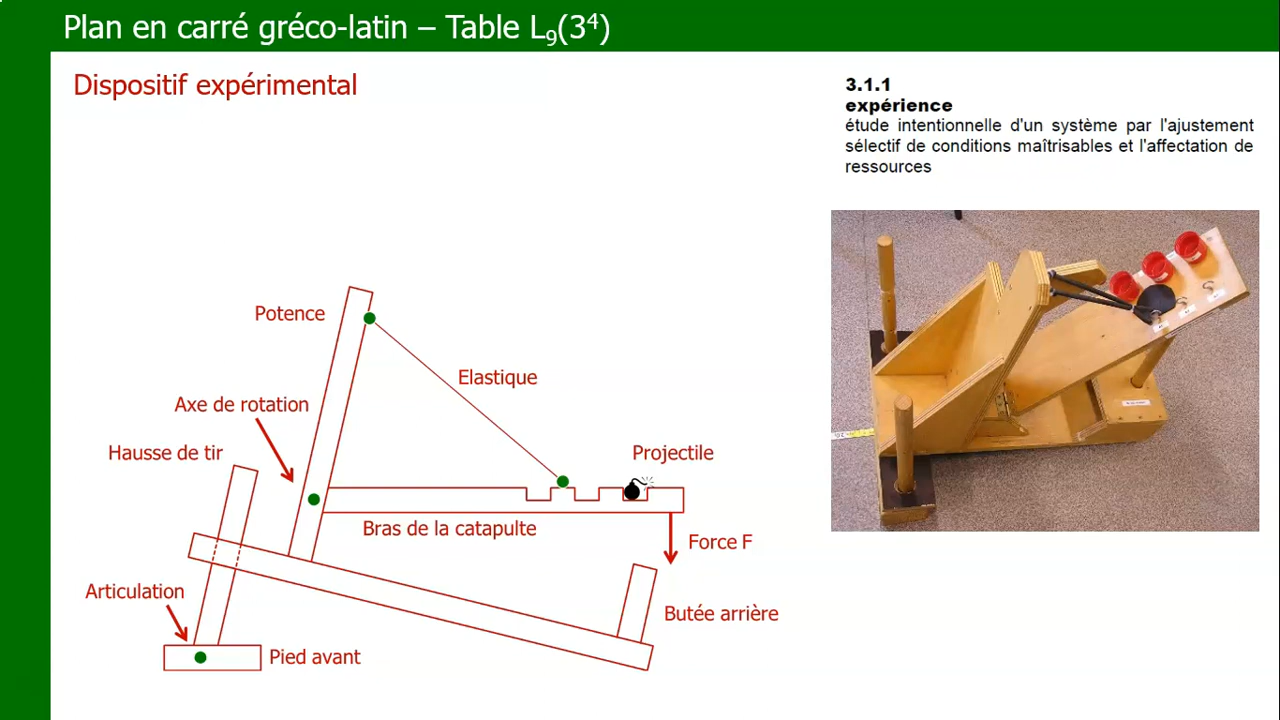 Plan en carré gréco-latin – Table L₉(3⁴)
Dispositif expérimental
3.1.1
expérience
étude intentionnelle d'un système par l'ajustement
sélectif de conditions maîtrisables et l'affectation de
ressources
Potence
Elastique
Axe de rotation
Hausse de tir
Projectile
Bras de la catapulte
Force F
Articulation
Butée arrière
Pied avant